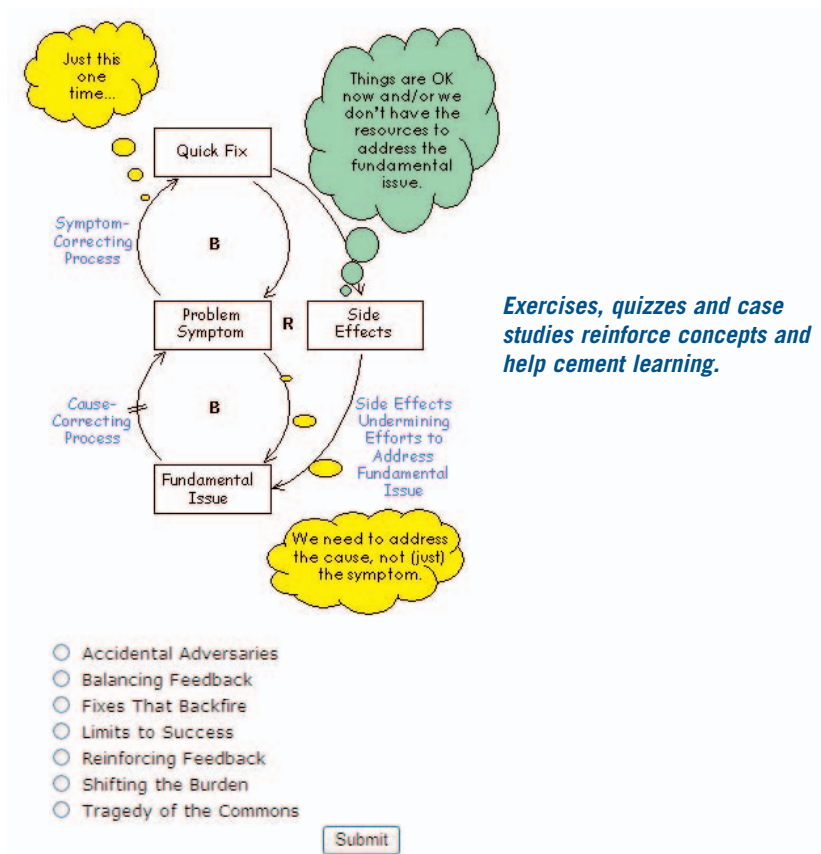 Just this
one
time...
Things are OK
now and/or we
don't have the
resources to
address the
fundamental
issue.
Quick Fix
Symptom-
Correcting
Process
B
Problem
Symptom
R
Side
Effects
Exercises, quizzes and case
studies reinforce concepts and
help cement learning.
Cause-
Correcting
Process
B
Side Effects
Undermining
Efforts to
Address
Fundamental
Issue
Fundamental
Issue
We need to address
the cause, not (just)
the symptom.
Accidental Adversaries
Balancing Feedback
Fixes That Backfire
Limits to Success
Reinforcing Feedback
Shifting the Burden
Tragedy of the Commons
Submit